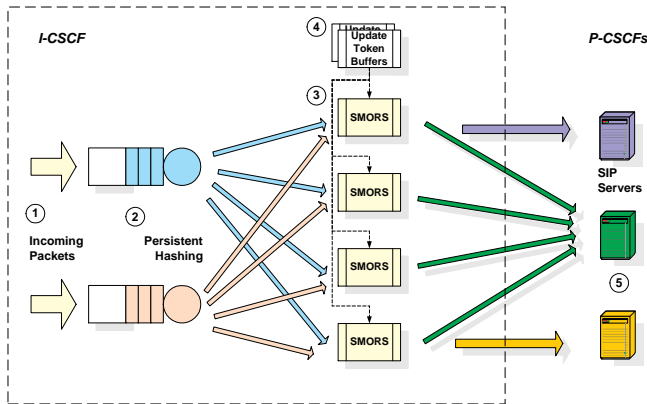 I-CSCF
4
Update
Update
Token
Buffers
P-CSCFs
3
SMORS
SIP
Servers
SMORS
1
2
Incoming
Packets
Persistent
Hashing
SMORS
5
SMORS